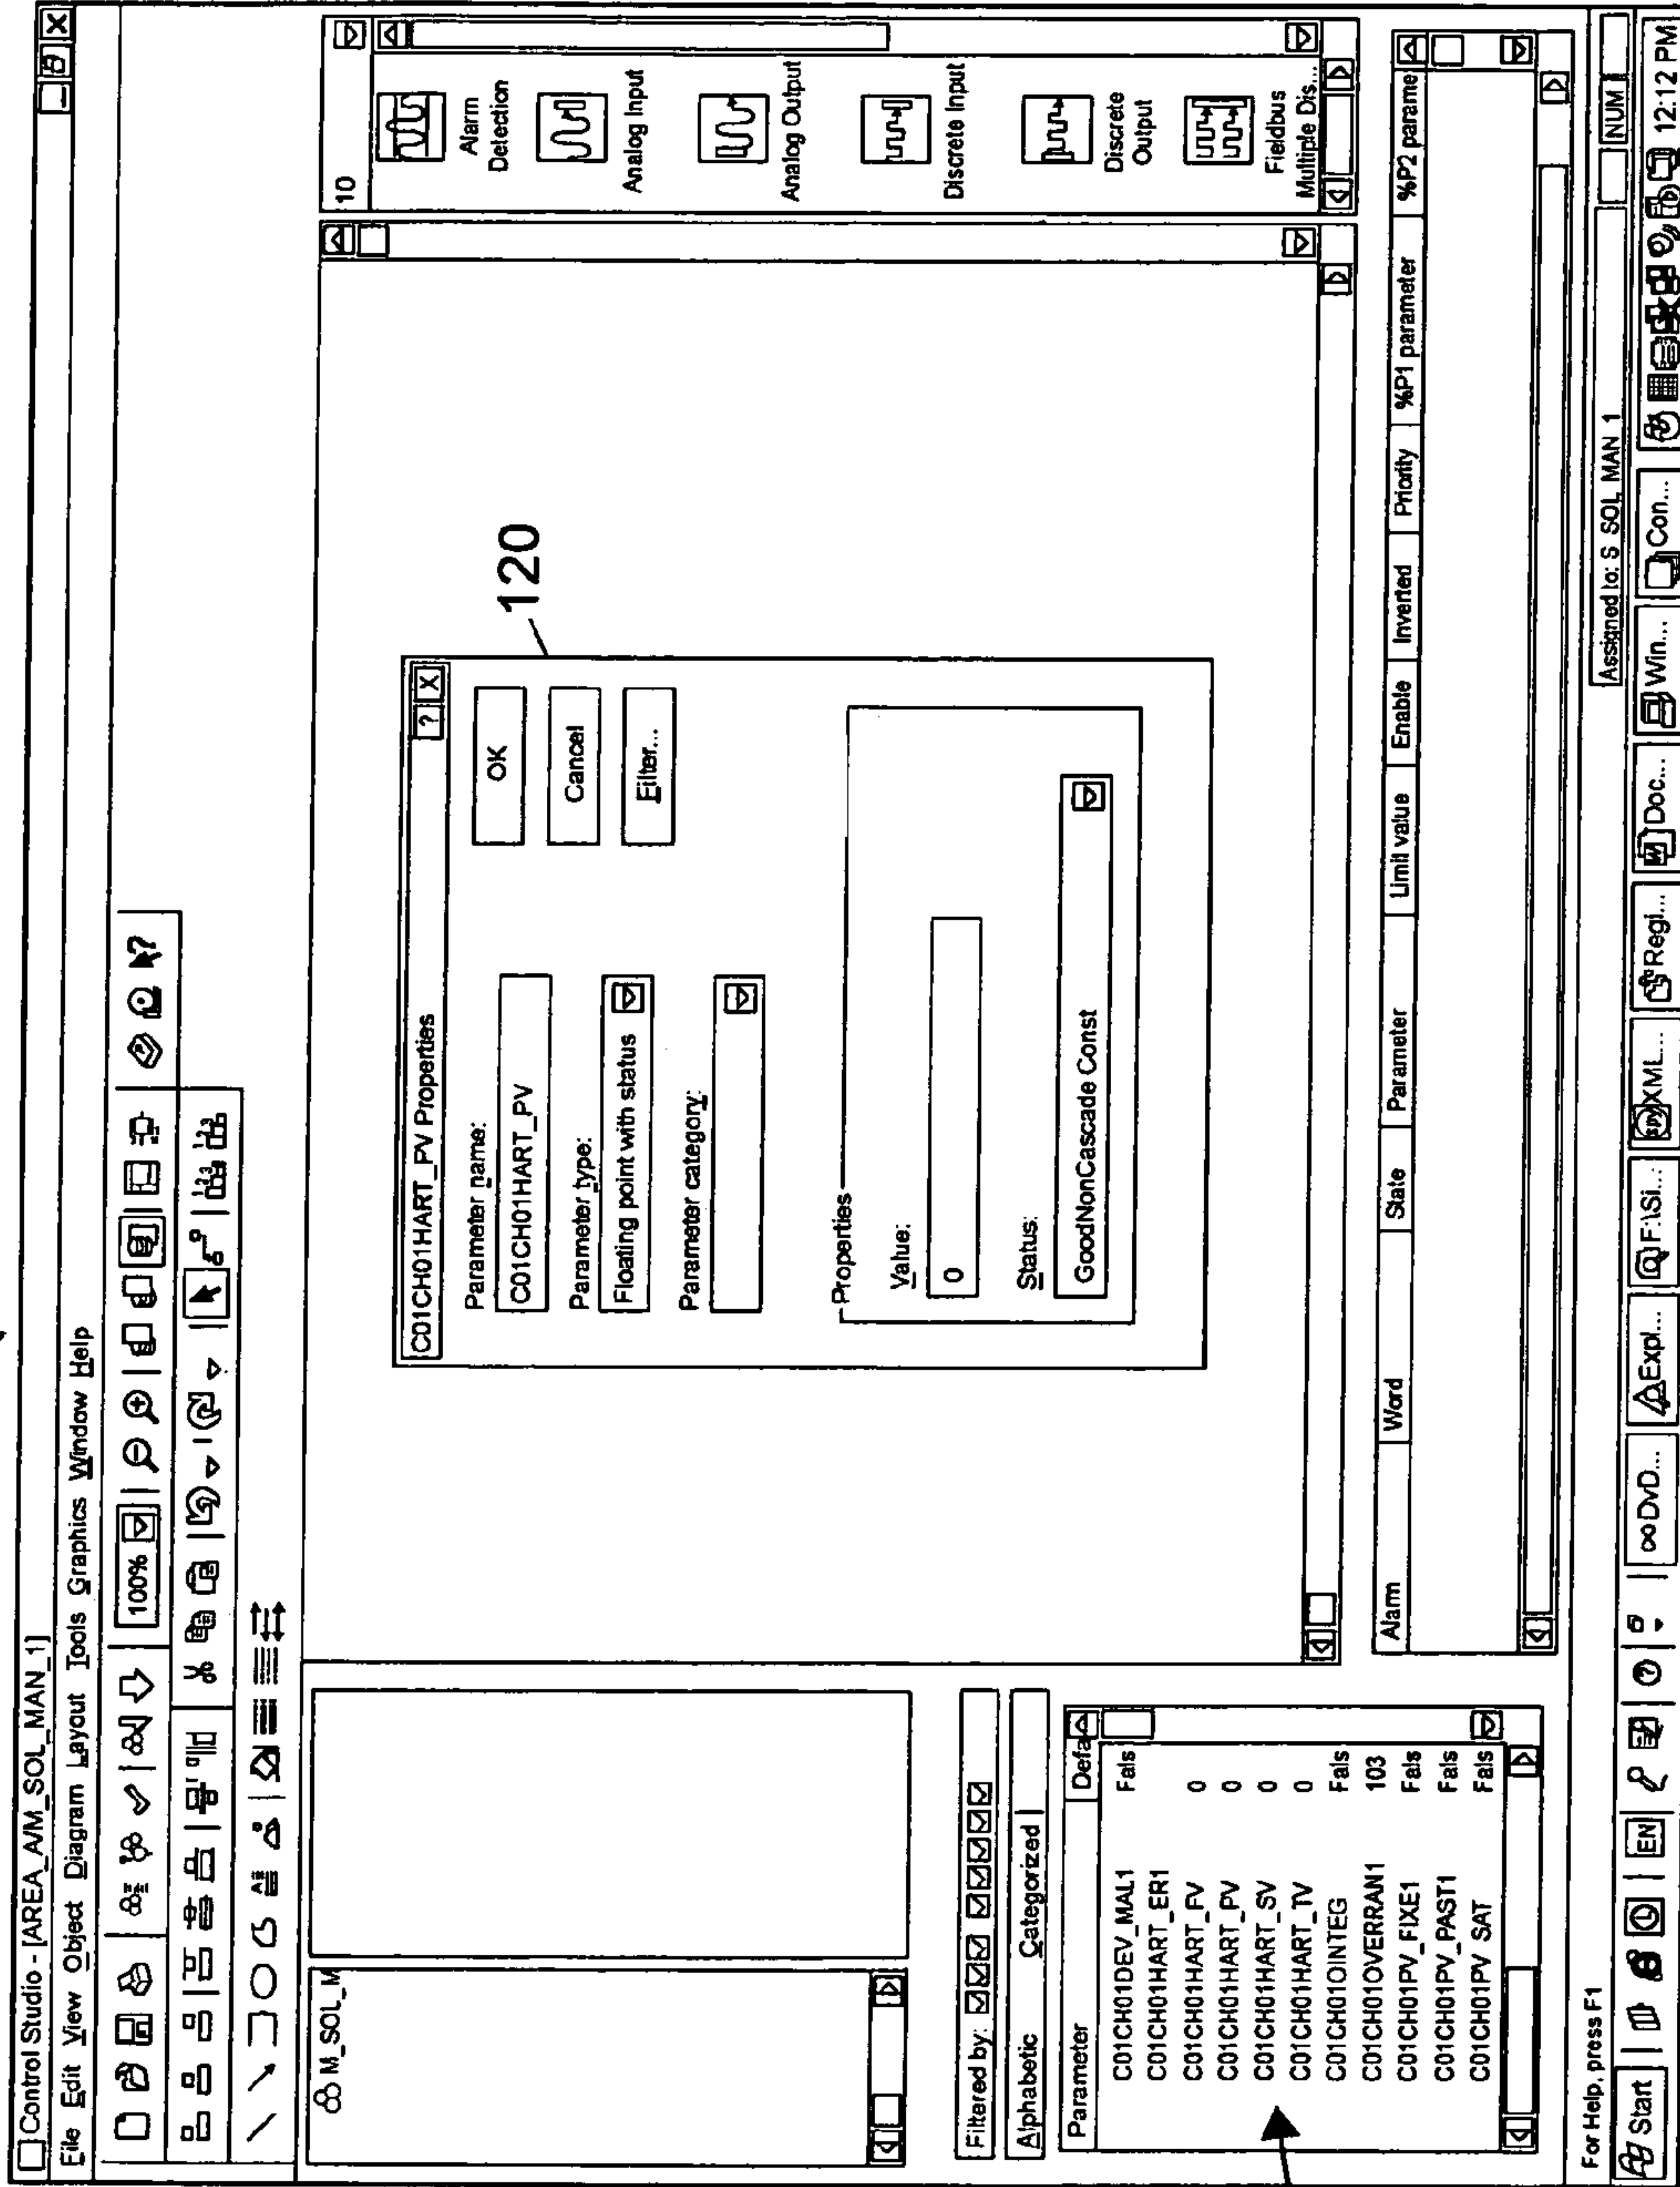 Control Studio - [AREA_A/M_SOL_MAN_1]
File Edit View Object Diagram Layout Tools Graphics Window Help
100%
M_SOL_M
Filtered by:
Alphabetic Categorized
Parameter Defa
C01CH01DEV_MAL1 Fals
C01CH01HART_ER1
C01CH01HART_FV 0
C01CH01HART_PV 0
C01CH01HART_SV 0
C01CH01HART_TV 0
C01CH01OINTEG Fals
C01CH01OVERRAN1 103
C01CH01PV_FIXE1 Fals
C01CH01PV_PAST1 Fals
C01CH01PV SAT Fals
C01CH01HART_PV Properties ? X
Parameter name:
C01CH01HART_PV
Parameter type:
Floating point with status
Parameter category:
OK
Cancel
Filter...
Properties
Value:
0
Status:
GoodNonCascade Const
120
10
Alarm
Detection
Analog Input
Analog Output
Discrete Input
Discrete
Output
Fieldbus
Multiple Dis...
Alarm Word State Parameter Limit value Enable Inverted Priority %P1 parameter %P2 parame
For Help, press F1
Assigned to: S SOL MAN 1
NUM
Start EN DvD... Expl... F:\Si... XML... Regi... Doc... Win... Con... 12:12 PM